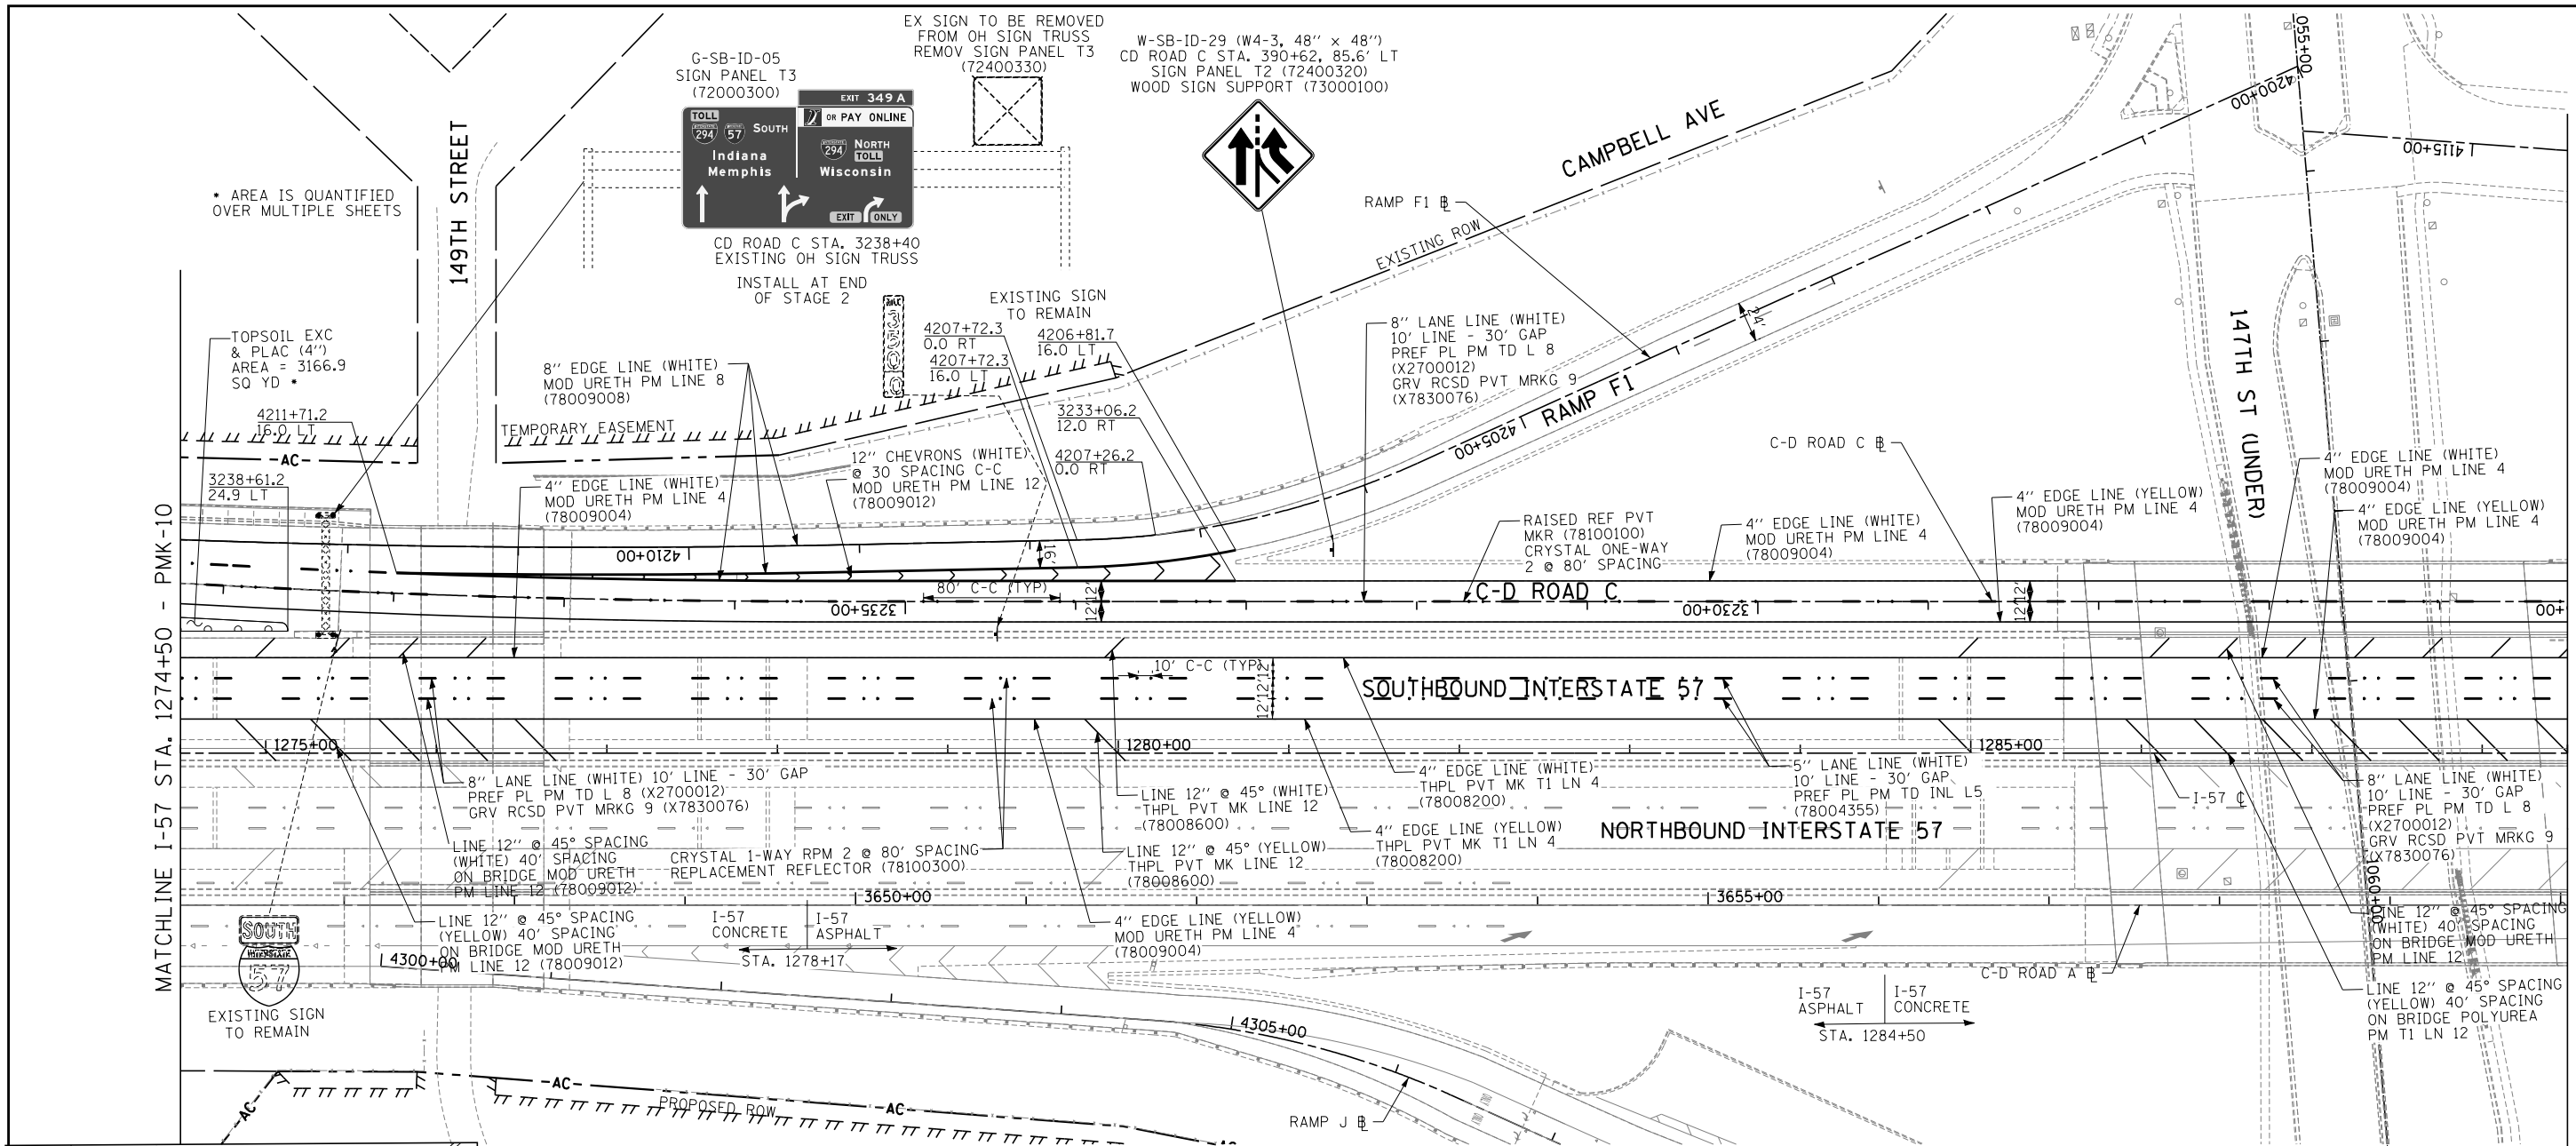 EX SIGN TO BE REMOVED
FROM OH SIGN TRUSS
REMOV SIGN PANEL T3
(72400330)
G-SB-ID-05
SIGN PANEL T3
(72000300)
EXIT 349 A
OR PAY ONLINE
TOLL
294 57 SOUTH
Indiana
Memphis
294 NORTH
TOLL
Wisconsin
EXIT ONLY
CD ROAD C STA. 3238+40
EXISTING OH SIGN TRUSS
INSTALL AT END
OF STAGE 2
W-SB-ID-29 (W4-3, 48'' x 48'')
CD ROAD C STA. 390+62, 85.6' LT
SIGN PANEL T2 (72400320)
WOOD SIGN SUPPORT (73000100)
* AREA IS QUANTIFIED
OVER MULTIPLE SHEETS
149TH STREET
CAMPBELL AVE
EXISTING ROW
RAMP F1 B
055+00
4200+00
4115+00
147TH ST (UNDER)
24'
RAMP F1
4205+00
EXISTING SIGN
TO REMAIN
TOPSOIL EXC
& PLAC (4'')
AREA = 3166.9
SQ YD *
4211+71.2
16.0 LT
3238+61.2
24.9 LT
AC
TEMPORARY EASEMENT
8'' EDGE LINE (WHITE)
MOD URETH PM LINE 8
(78009008)
4207+72.3
0.0 RT
4207+72.3
16.0 LT
4206+81.7
16.0 LT
3233+06.2
12.0 RT
4207+26.2
0.0 RT
8'' LANE LINE (WHITE)
10' LINE - 30' GAP
PREF PL PM TD L 8
(X2700012)
GRV RCSD PVT MRKG 9
(X7830076)
12'' CHEVRONS (WHITE)
@ 30 SPACING C-C
MOD URETH PM LINE 12
(78009012)
4'' EDGE LINE (WHITE)
MOD URETH PM LINE 4
(78009004)
RAISED REF PVT
MKR (78100100)
CRYSTAL ONE-WAY
2 @ 80' SPACING
4'' EDGE LINE (WHITE)
MOD URETH PM LINE 4
(78009004)
C-D ROAD C B
4'' EDGE LINE (YELLOW)
MOD URETH PM LINE 4
(78009004)
4'' EDGE LINE (WHITE)
MOD URETH PM LINE 4
(78009004)
4'' EDGE LINE (YELLOW)
MOD URETH PM LINE 4
(78009004)
4210+00
16'
80' C-C (TYP)
3235+00
12' 12'
C-D ROAD C
3230+00
12' 12'
+00
MATCHLINE I-57 STA. 1274+50 - PMK-10
10' C-C (TYP)
12' 12' 12'
SOUTHBOUND INTERSTATE 57
1275+00
1280+00
1285+00
8'' LANE LINE (WHITE) 10' LINE - 30' GAP
PREF PL PM TD L 8 (X2700012)
GRV RCSD PVT MRKG 9 (X7830076)
LINE 12'' @ 45° SPACING
(WHITE) 40' SPACING
ON BRIDGE MOD URETH
PM LINE 12 (78009012)
CRYSTAL 1-WAY RPM 2 @ 80' SPACING
REPLACEMENT REFLECTOR (78100300)
LINE 12'' @ 45° (WHITE)
THPL PVT MK LINE 12
(78008600)
LINE 12'' @ 45° (YELLOW)
THPL PVT MK LINE 12
(78008600)
4'' EDGE LINE (WHITE)
THPL PVT MK T1 LN 4
(78008200)
4'' EDGE LINE (YELLOW)
THPL PVT MK T1 LN 4
(78008200)
5'' LANE LINE (WHITE)
10' LINE - 30' GAP
PREF PL PM TD INL L5
(78004355)
NORTHBOUND INTERSTATE 57
I-57 C
8'' LANE LINE (WHITE)
10' LINE - 30' GAP
PREF PL PM TD L 8
(X2700012)
GRV RCSD PVT MRKG 9
(X7830076)
1060+00
LINE 12'' @ 45° SPACING
(YELLOW) 40' SPACING
ON BRIDGE MOD URETH
PM LINE 12 (78009012)
I-57
CONCRETE
I-57
ASPHALT
STA. 1278+17
3650+00
3655+00
4'' EDGE LINE (YELLOW)
MOD URETH PM LINE 4
(78009004)
LINE 12'' @ 45° SPACING
(WHITE) 40' SPACING
ON BRIDGE MOD URETH
PM LINE 12
LINE 12'' @ 45° SPACING
(YELLOW) 40' SPACING
ON BRIDGE POLYUREA
PM T1 LN 12
C-D ROAD A B
SOUTH
INTERSTATE
57
EXISTING SIGN
TO REMAIN
4300+00
4305+00
I-57
ASPHALT
I-57
CONCRETE
STA. 1284+50
AC
AC
PROPOSED ROW
AC
RAMP J B